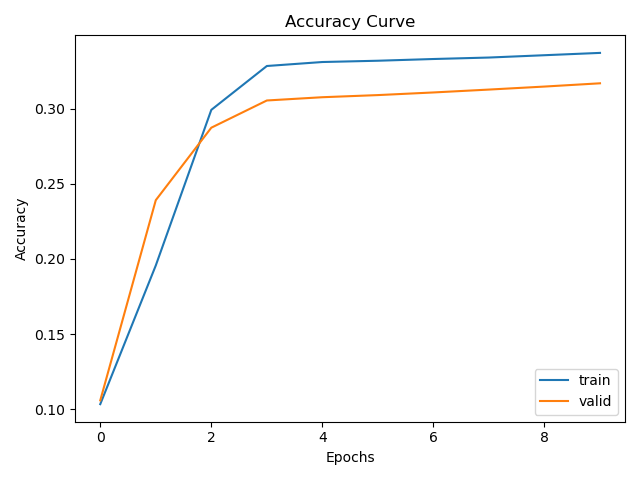 Accuracy Curve
Accuracy
0.30
0.25
0.20
0.15
0.10
0 2 4 6 8
Epochs
train
valid